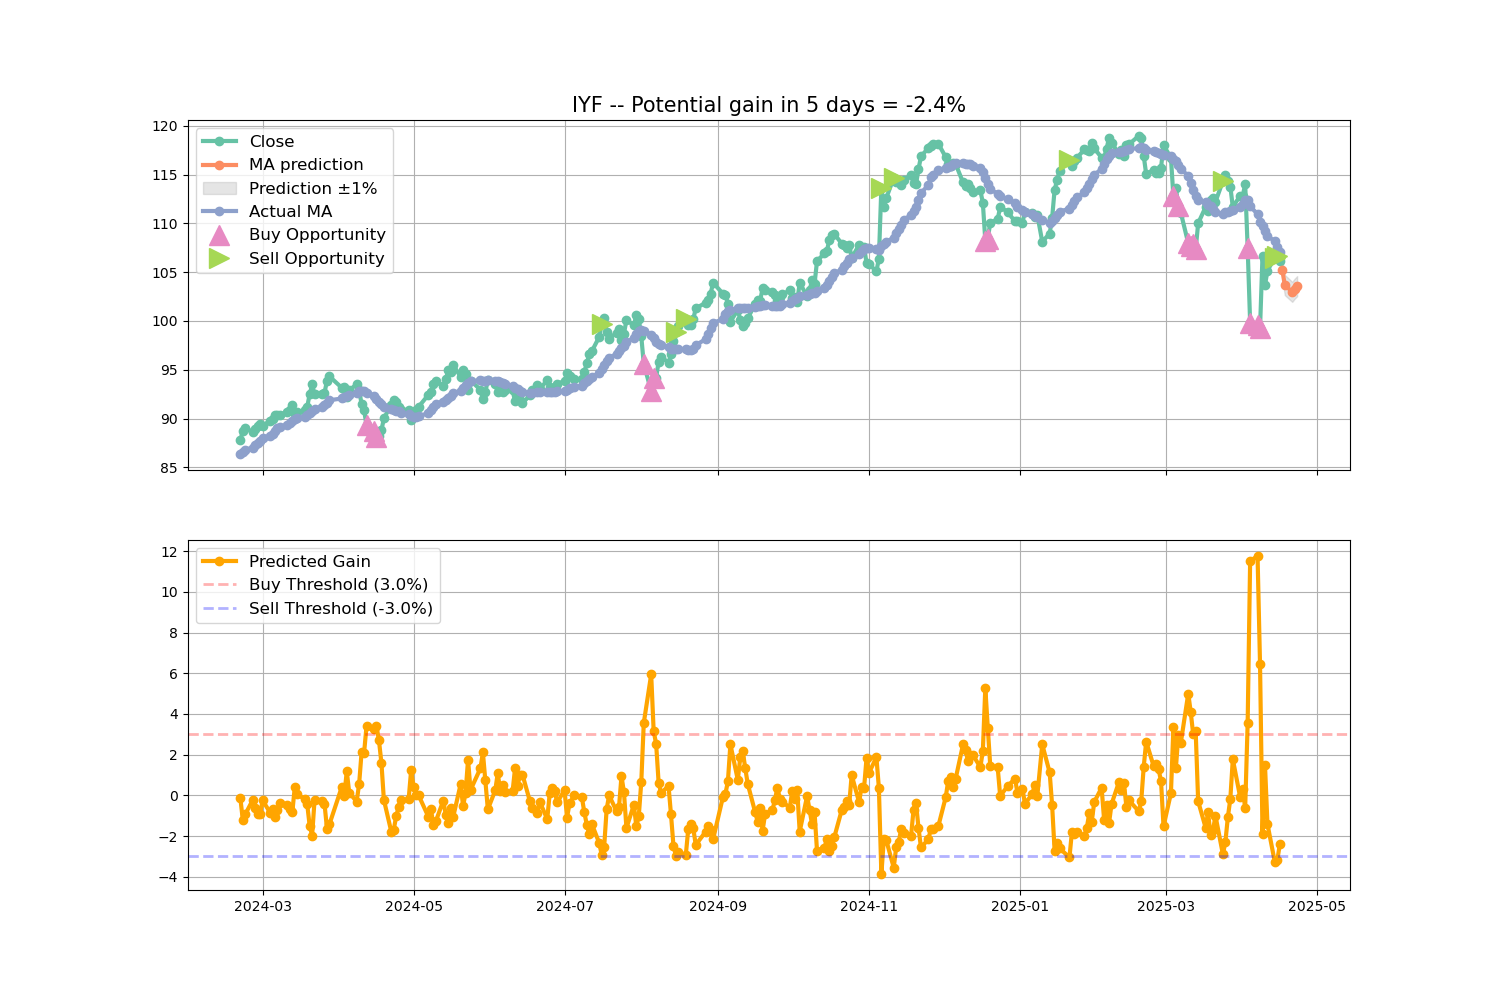 IYF -- Potential gain in 5 days = -2.4%
120
115
110
105
100
95
90
85
Close
MA prediction
Prediction ±1%
Actual MA
Buy Opportunity
Sell Opportunity
12
10
8
6
4
2
0
−2
−4
Predicted Gain
Buy Threshold (3.0%)
Sell Threshold (-3.0%)
2024-03 2024-05 2024-07 2024-09 2024-11 2025-01 2025-03 2025-05